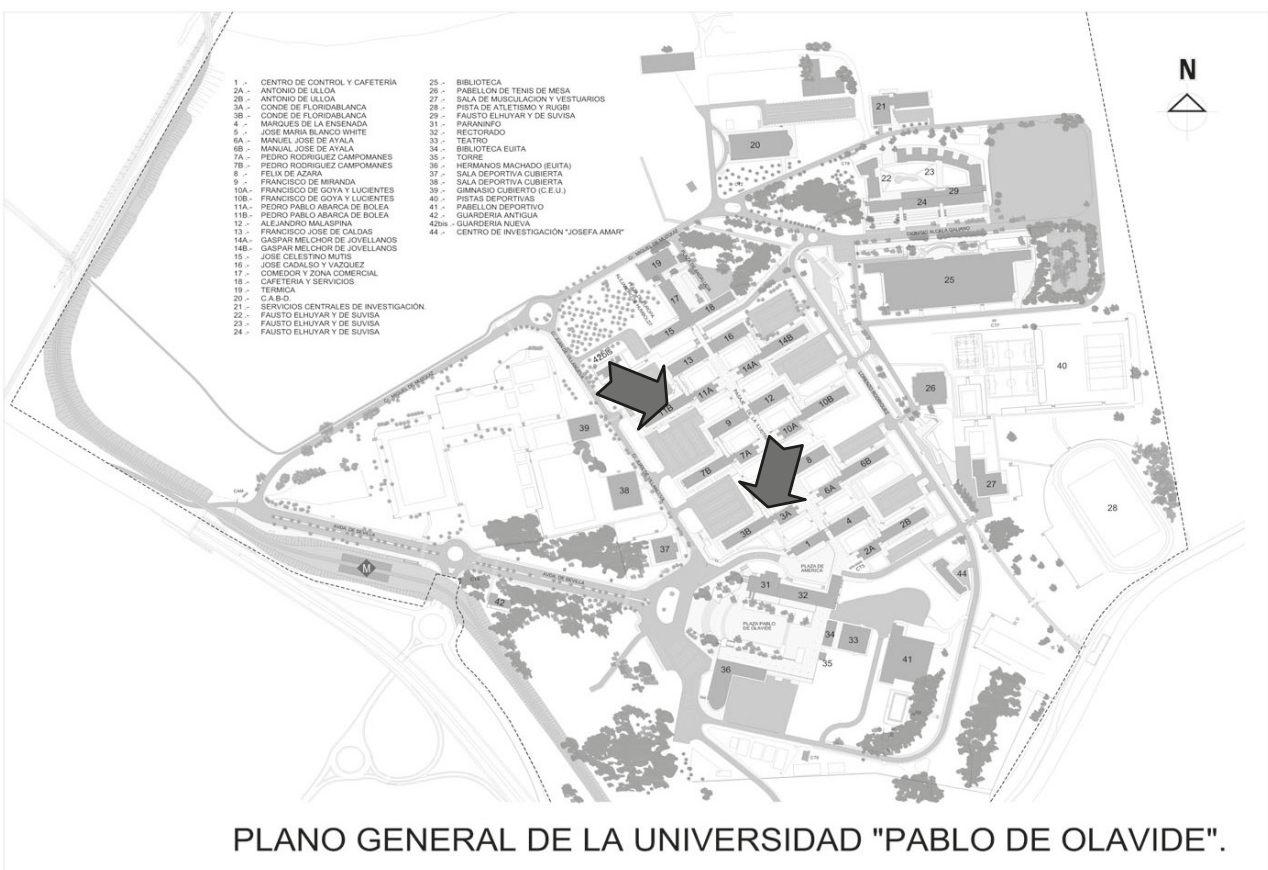 N
1 .- CENTRO DE CONTROL Y CAFETERÍA
2A .- ANTONIO DE ULLOA
2B .- ANTONIO DE ULLOA
3A .- CONDE DE FLORIDABLANCA
3B .- CONDE DE FLORIDABLANCA
4 .- MARQUES DE LA ENSENADA
5 .- JOSE MARIA BLANCO WHITE
6A .- MANUEL JOSE DE AYALA
6B .- MANUAL JOSE DE AYALA
7A .- PEDRO RODRIGUEZ CAMPOMANES
7B .- PEDRO RODRIGUEZ CAMPOMANES
8 .- FELIX DE AZARA
9 .- FRANCISCO DE MIRANDA
10A.- FRANCISCO DE GOYA Y LUCIENTES
10B.- FRANCISCO DE GOYA Y LUCIENTES
11A.- PEDRO PABLO ABARCA DE BOLEA
11B.- PEDRO PABLO ABARCA DE BOLEA
12 .- ALEJANDRO MALASPINA
13 .- FRANCISCO JOSE DE CALDAS
14A.- GASPAR MELCHOR DE JOVELLANOS
14B.- GASPAR MELCHOR DE JOVELLANOS
15 .- JOSE CELESTINO MUTIS
16 .- JOSE CADALSO Y VAZQUEZ
17 .- COMEDOR Y ZONA COMERCIAL
18 .- CAFETERIA Y SERVICIOS
19 .- TERMICA
20 .- C.A.B-D.
21 .- SERVICIOS CENTRALES DE INVESTIGACIÓN.
22 .- FAUSTO ELHUYAR Y DE SUVISA
23 .- FAUSTO ELHUYAR Y DE SUVISA
24 .- FAUSTO ELHUYAR Y DE SUVISA
25 .- BIBLIOTECA
26 .- PABELLON DE TENIS DE MESA
27 .- SALA DE MUSCULACION Y VESTUARIOS
28 .- PISTA DE ATLETISMO Y RUGBI
29 .- FAUSTO ELHUYAR Y DE SUVISA
31 .- PARANINFO
32 .- RECTORADO
33 .- TEATRO
34 .- BIBLIOTECA EUITA
35 .- TORRE
36 .- HERMANOS MACHADO (EUITA)
37 .- SALA DEPORTIVA CUBIERTA
38 .- SALA DEPORTIVA CUBIERTA
39 .- GIMNASIO CUBIERTO (C.E.U.)
40 .- PISTAS DEPORTIVAS
41 .- PABELLON DEPORTIVO
42 .- GUARDERIA ANTIGUA
42bis .- GUARDERIA NUEVA
44 .- CENTRO DE INVESTIGACIÓN "JOSEFA AMAR"
21
20
22
23
29
24
25
DIONISIO ALCALA GALIANO
19
17
18
15
16
13
14B
14A
42bis
11A
11B
12
10B
9
10A
7A
7B
8
6B
6A
3A
3B
4
2B
1
2A
26
40
27
28
39
38
37
AVDA. DE SEVILLA
AVDA. DE SEVILLA
M
42
PLAZA DE AMERICA
44
31
32
PLAZA PABLO DE OLAVIDE
34
33
35
36
41
PLANO GENERAL DE LA UNIVERSIDAD "PABLO DE OLAVIDE".